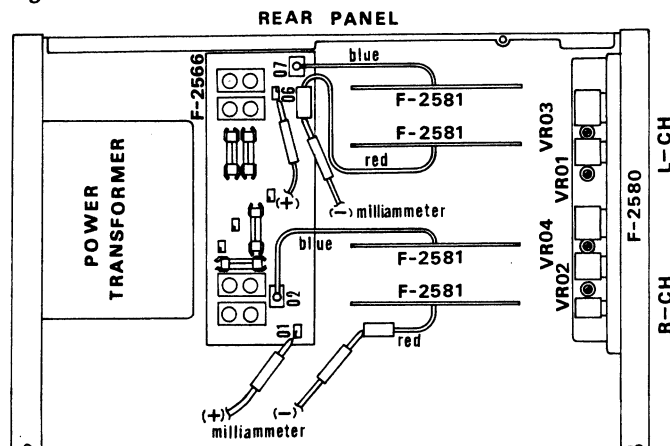 REAR PANEL
F-2566
07
blue
F-2581
06
F-2581
red
VR03
VR01
L-CH
POWER
TRANSFORMER
(+)
(-) milliammeter
F-2580
blue
F-2581
VR04
F-2581
VR02
R-CH
02
01
red
(+)
(-)
milliammeter